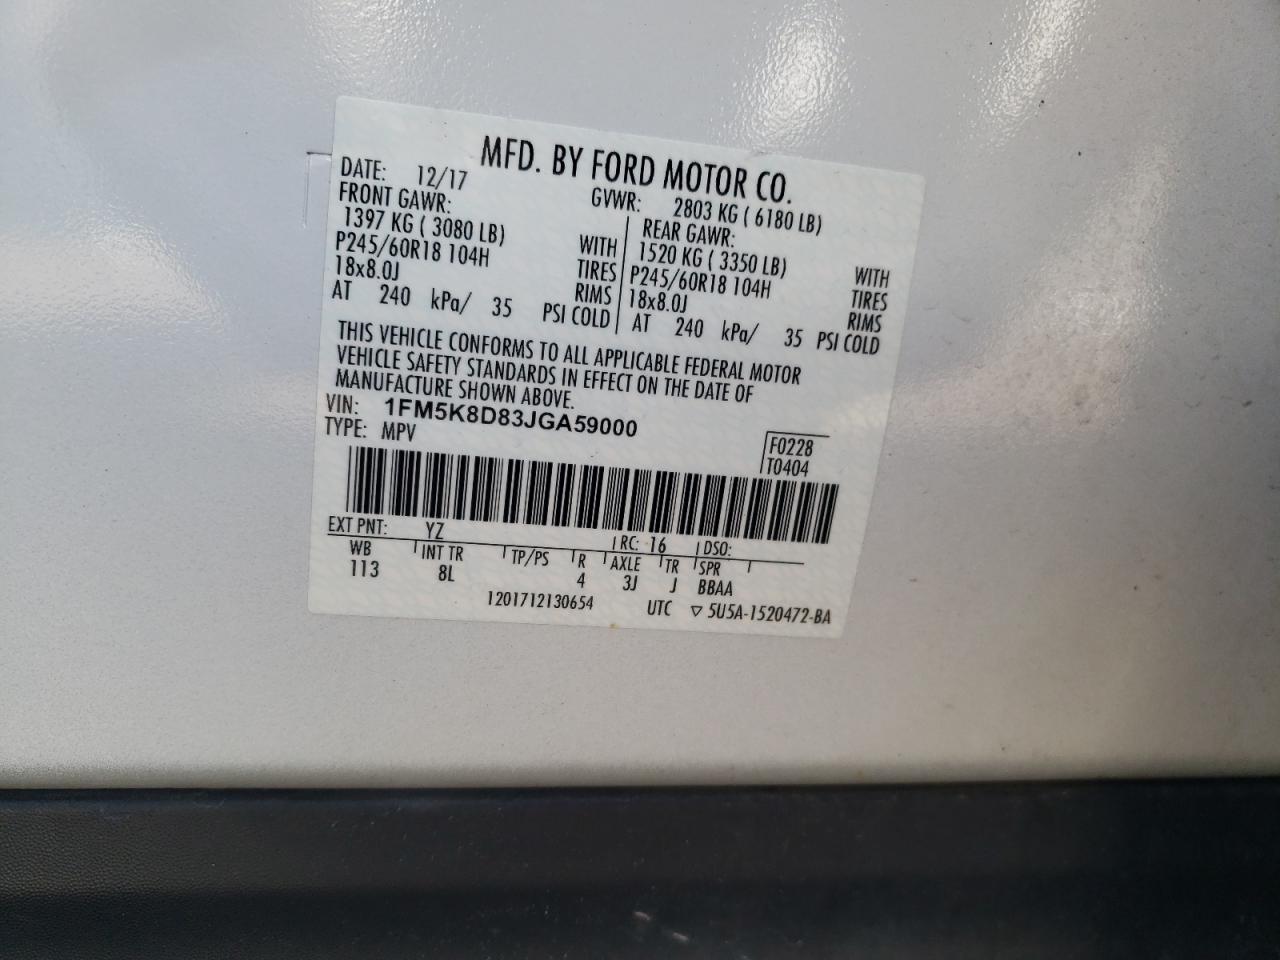 MFD. BY FORD MOTOR CO.
DATE: 12/17 GVWR: 2803 KG ( 6180 LB)
FRONT GAWR: REAR GAWR:
1397 KG ( 3080 LB) WITH 1520 KG ( 3350 LB) WITH
P245/60R18 104H TIRES P245/60R18 104H TIRES
18x8.0J RIMS 18x8.0J RIMS
AT 240 kPa/ 35 PSI COLD AT 240 kPa/ 35 PSI COLD
THIS VEHICLE CONFORMS TO ALL APPLICABLE FEDERAL MOTOR
VEHICLE SAFETY STANDARDS IN EFFECT ON THE DATE OF
MANUFACTURE SHOWN ABOVE.
VIN: 1FM5K8D83JGA59000
TYPE: MPV
F0228
T0404
EXT PNT: YZ RC: 16 DSO:
WB INT TR TP/PS R AXLE TR SPR
113 8L 4 3J J BBAA
1201712130654 UTC ▽ 5U5A-1520472-BA